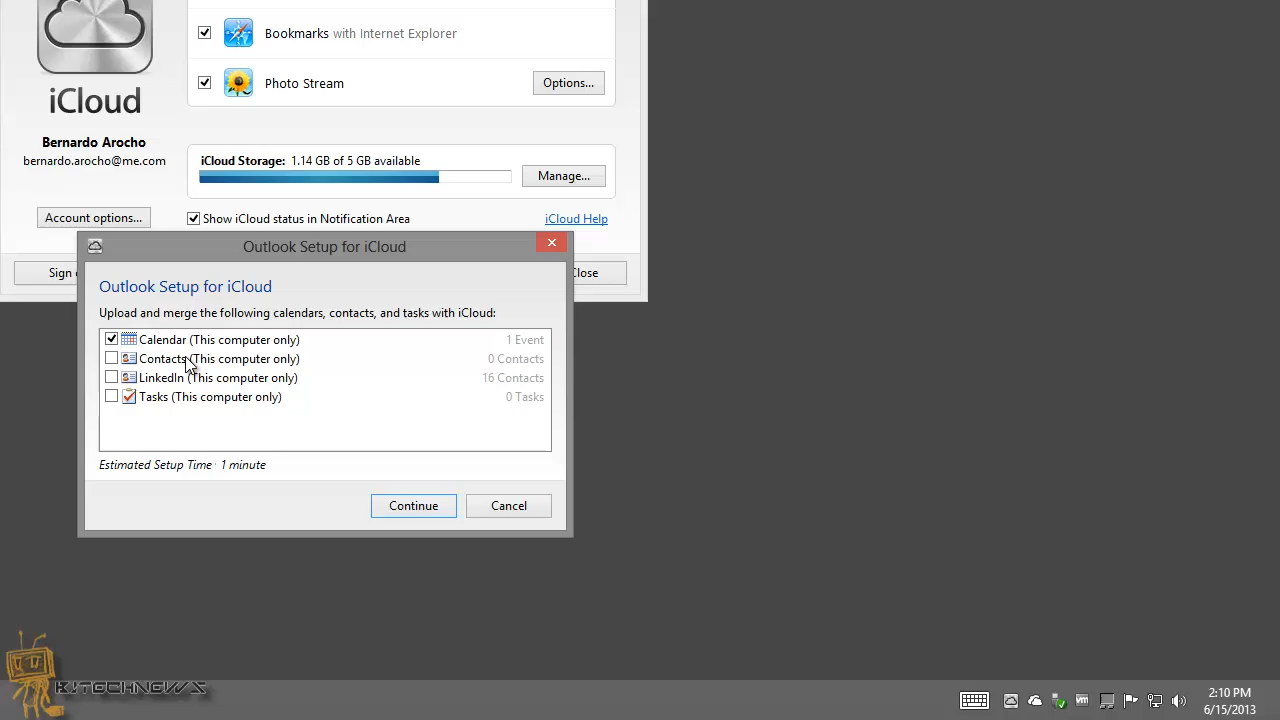 Bookmarks with Internet Explorer
Photo Stream
Options...
iCloud
Bernardo Arocho
bernardo.arocho@me.com
iCloud Storage: 1.14 GB of 5 GB available
Manage...
Account options...
Show iCloud status in Notification Area
iCloud Help
Sign
Close
Outlook Setup for iCloud
Outlook Setup for iCloud
Upload and merge the following calendars, contacts, and tasks with iCloud:
Calendar (This computer only) 1 Event
Contacts (This computer only) 0 Contacts
LinkedIn (This computer only) 16 Contacts
Tasks (This computer only) 0 Tasks
Estimated Setup Time: 1 minute
Continue
Cancel
KJTECHNEWS
2:10 PM
6/15/2013